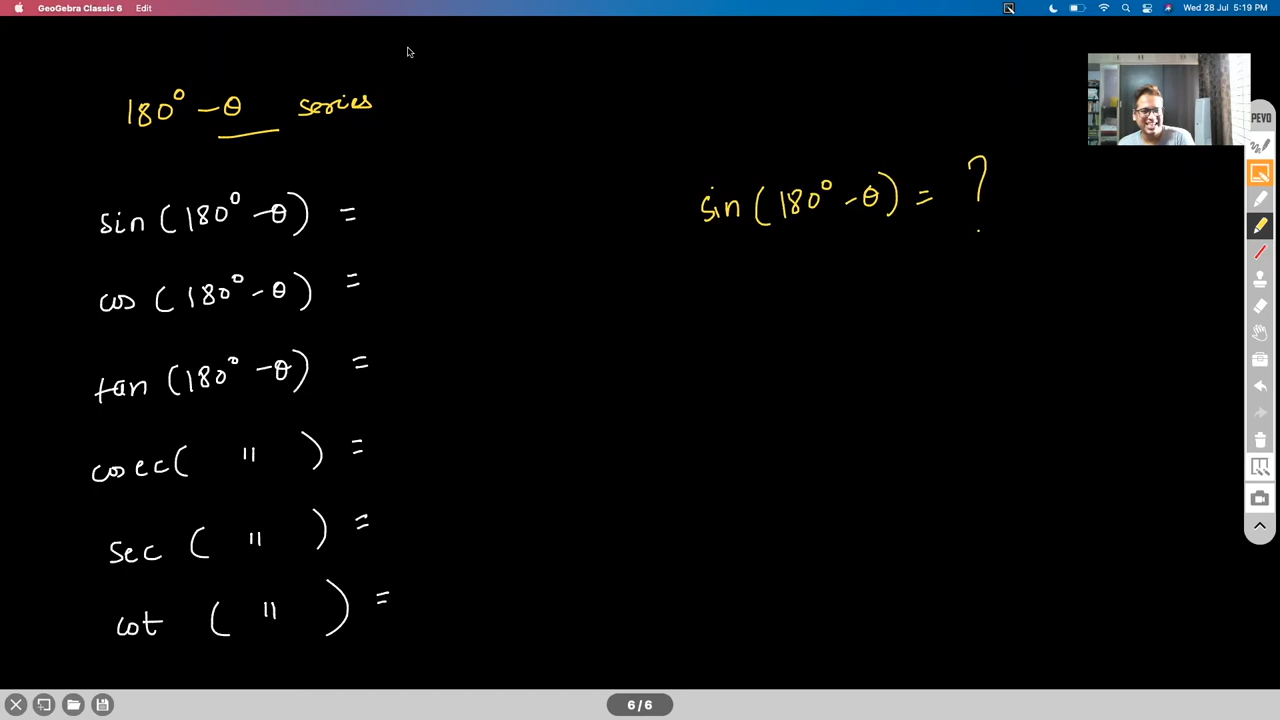 GeoGebra Classic 6 Edit
Wed 28 Jul 5:19 PM
180° – θ series
sin (180° – θ) =
cos (180° – θ) =
tan (180° – θ) =
cosec( " ) =
sec ( " ) =
cot ( " ) =
sin (180° – θ) = ?
PEVO
6 / 6